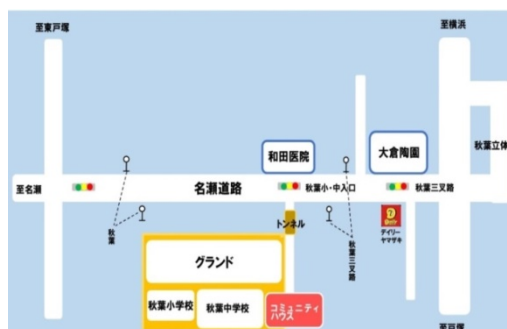 至東戸塚
至横浜
秋葉立体
和田医院
大倉陶園
至名瀬
名瀬道路
秋葉小・中入口
秋葉三叉路
トンネル
秋葉
秋葉三叉路
デイリー
ヤマザキ
グランド
秋葉小学校
秋葉中学校
コミュニティ
ハウス
至戸塚